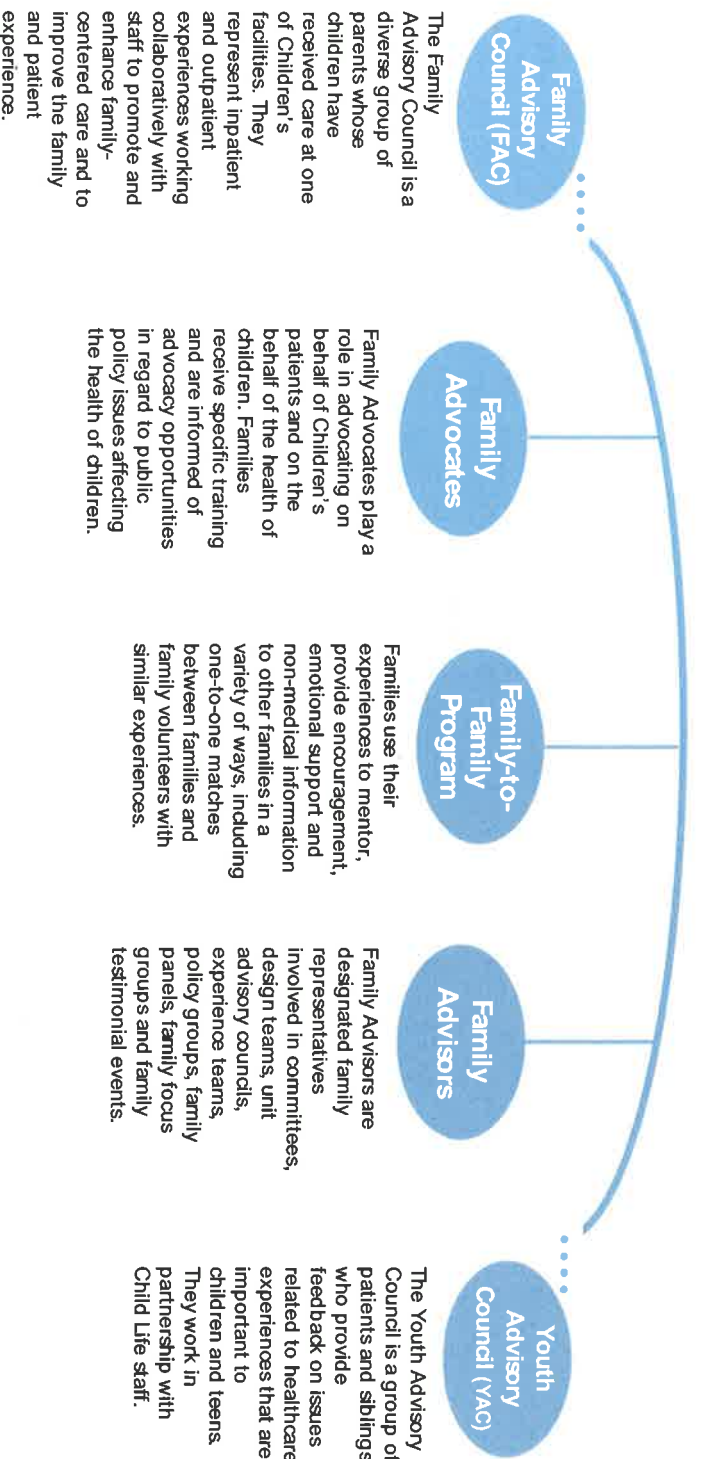 Family
Advisory
Council (FAC)
The Family
Advisory Council is a
diverse group of
parents whose
children have
received care at one
of Children's
facilities. They
represent inpatient
and outpatient
experiences working
collaboratively with
staff to promote and
enhance family-
centered care and to
improve the family
and patient
experience.
Family
Advocates
Family Advocates play a
role in advocating on
behalf of Children's
patients and on the
behalf of the health of
children. Families
receive specific training
and are informed of
advocacy opportunities
in regard to public
policy issues affecting
the health of children.
Family-to-
Family
Program
Families use their
experiences to mentor,
provide encouragement,
emotional support and
non-medical information
to other families in a
variety of ways, including
one-to-one matches
between families and
family volunteers with
similar experiences.
Family
Advisors
Family Advisors are
designated family
representatives
involved in committees,
design teams, unit
advisory councils,
experience teams,
policy groups, family
panels, family focus
groups and family
testimonial events.
Youth
Advisory
Council (YAC)
The Youth Advisory
Council is a group of
patients and siblings
who provide
feedback on issues
related to healthcare
experiences that are
important to
children and teens.
They work in
partnership with
Child Life staff.